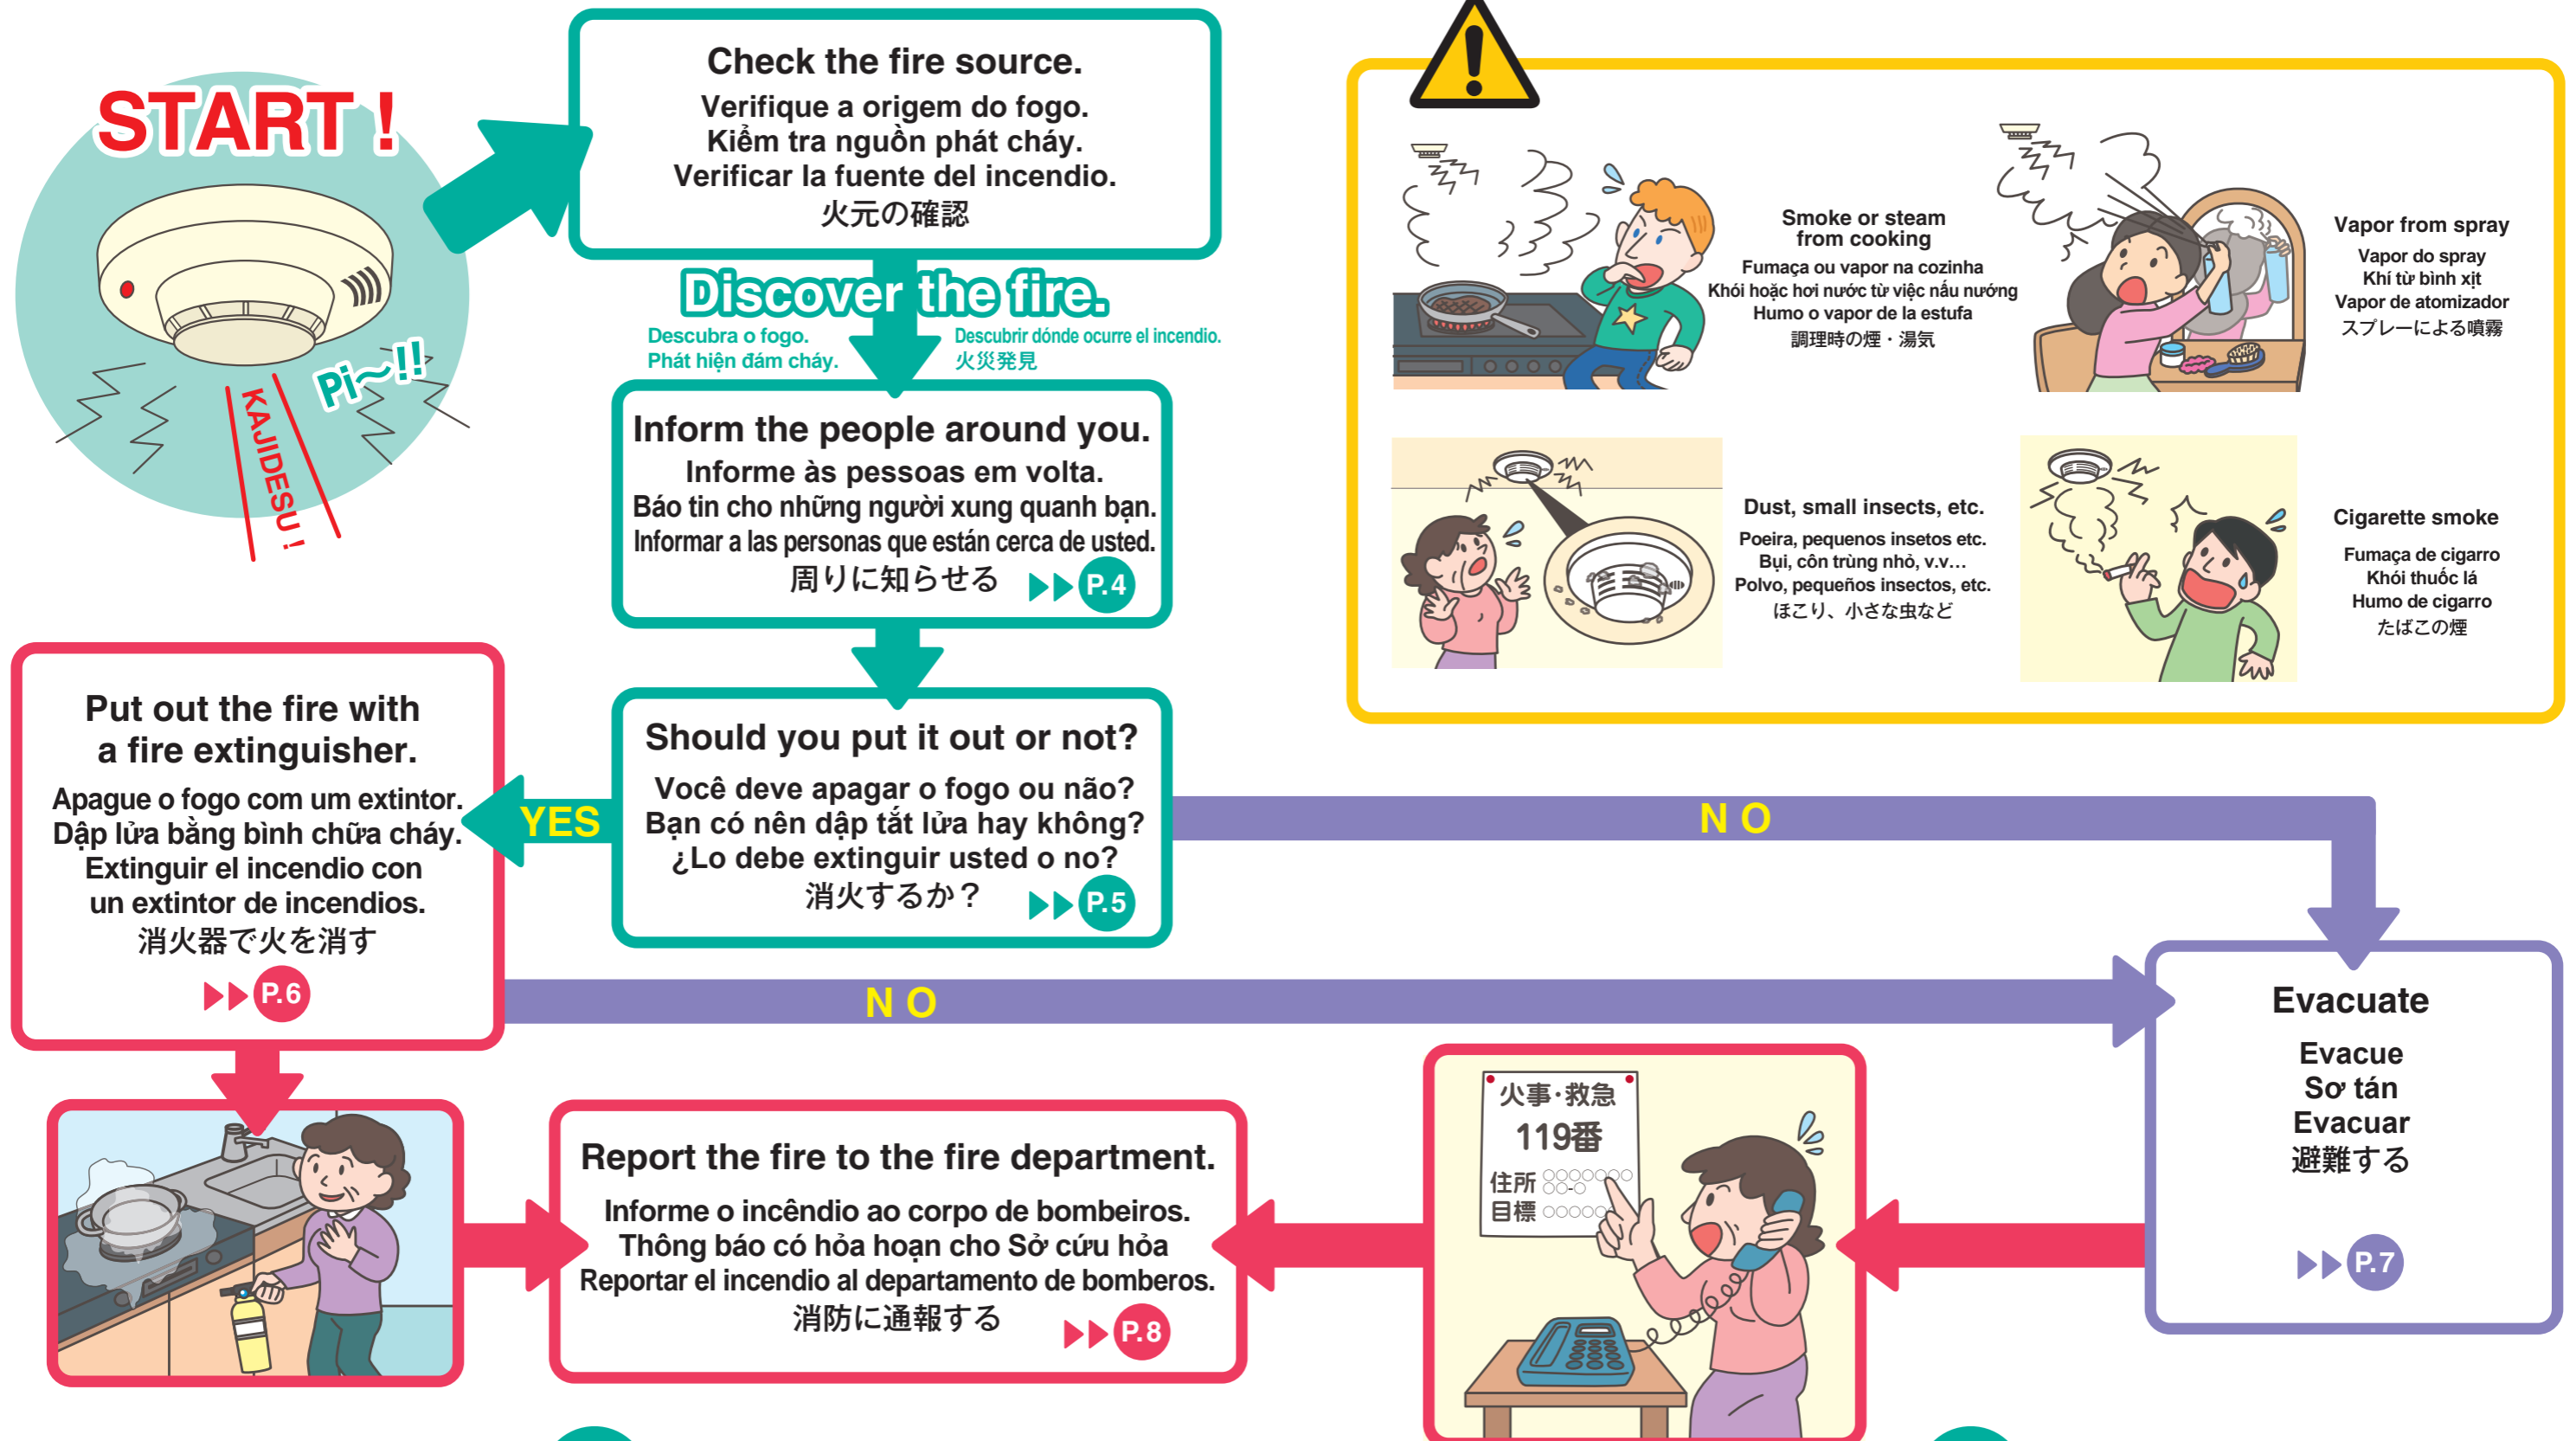 START !
Pi〜!!
KAJIDESU !
Check the fire source.
Verifique a origem do fogo.
Kiểm tra nguồn phát cháy.
Verificar la fuente del incendio.
火元の確認
Discover the fire.
Descubra o fogo.
Phát hiện đám cháy.
Descubrir dónde ocurre el incendio.
火災発見
Inform the people around you.
Informe às pessoas em volta.
Báo tin cho những người xung quanh bạn.
Informar a las personas que están cerca de usted.
周りに知らせる
P.4
Should you put it out or not?
Você deve apagar o fogo ou não?
Bạn có nên dập tắt lửa hay không?
¿Lo debe extinguir usted o no?
消火するか？
P.5
YES
NO
Put out the fire with
a fire extinguisher.
Apague o fogo com um extintor.
Dập lửa bằng bình chữa cháy.
Extinguir el incendio con
un extintor de incendios.
消火器で火を消す
P.6
NO
Smoke or steam
from cooking
Fumaça ou vapor na cozinha
Khói hoặc hơi nước từ việc nấu nướng
Humo o vapor de la estufa
調理時の煙・湯気
Vapor from spray
Vapor do spray
Khí từ bình xịt
Vapor de atomizador
スプレーによる噴霧
Dust, small insects, etc.
Poeira, pequenos insetos etc.
Bụi, côn trùng nhỏ, v.v…
Polvo, pequeños insectos, etc.
ほこり、小さな虫など
Cigarette smoke
Fumaça de cigarro
Khói thuốc lá
Humo de cigarro
たばこの煙
Evacuate
Evacue
Sơ tán
Evacuar
避難する
P.7
火事・救急
119番
住所 ○○○○○○○
○○-○
目標 ○○○○○
Report the fire to the fire department.
Informe o incêndio ao corpo de bombeiros.
Thông báo có hỏa hoạn cho Sở cứu hỏa
Reportar el incendio al departamento de bomberos.
消防に通報する
P.8